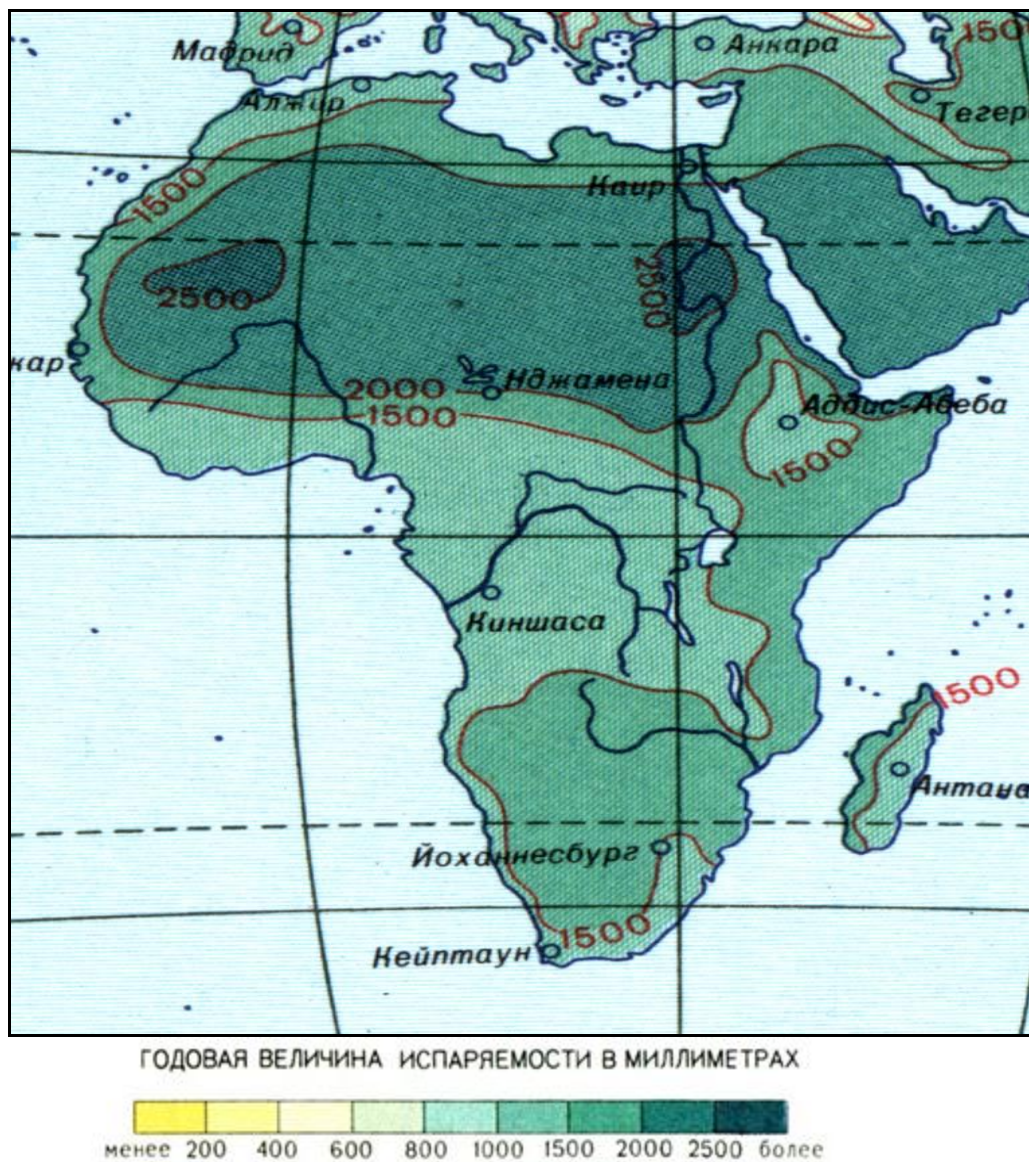 Мадрид
Анкара
1500
Алжир
Тегер
1500
Каир
2500
2500
кар
2000
Нджамена
1500
Аддис-Абеба
1500
Киншаса
1500
Антана
Йоханнесбург
1500
Кейптаун
ГОДОВАЯ ВЕЛИЧИНА ИСПАРЯЕМОСТИ В МИЛЛИМЕТРАХ
менее 200 400 600 800 1000 1500 2000 2500 более